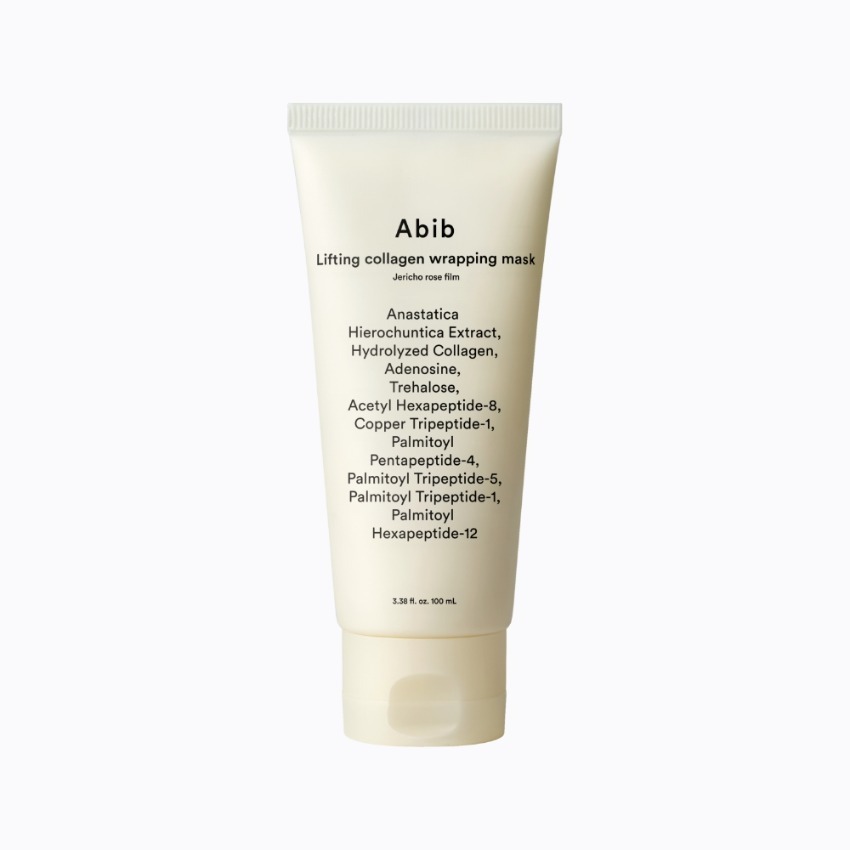 Abib
Lifting collagen wrapping mask
Jericho rose film
Anastatica
Hierochuntica Extract,
Hydrolyzed Collagen,
Adenosine,
Trehalose,
Acetyl Hexapeptide-8,
Copper Tripeptide-1,
Palmitoyl
Pentapeptide-4,
Palmitoyl Tripeptide-5,
Palmitoyl Tripeptide-1,
Palmitoyl
Hexapeptide-12
3.38 fl. oz. 100 mL